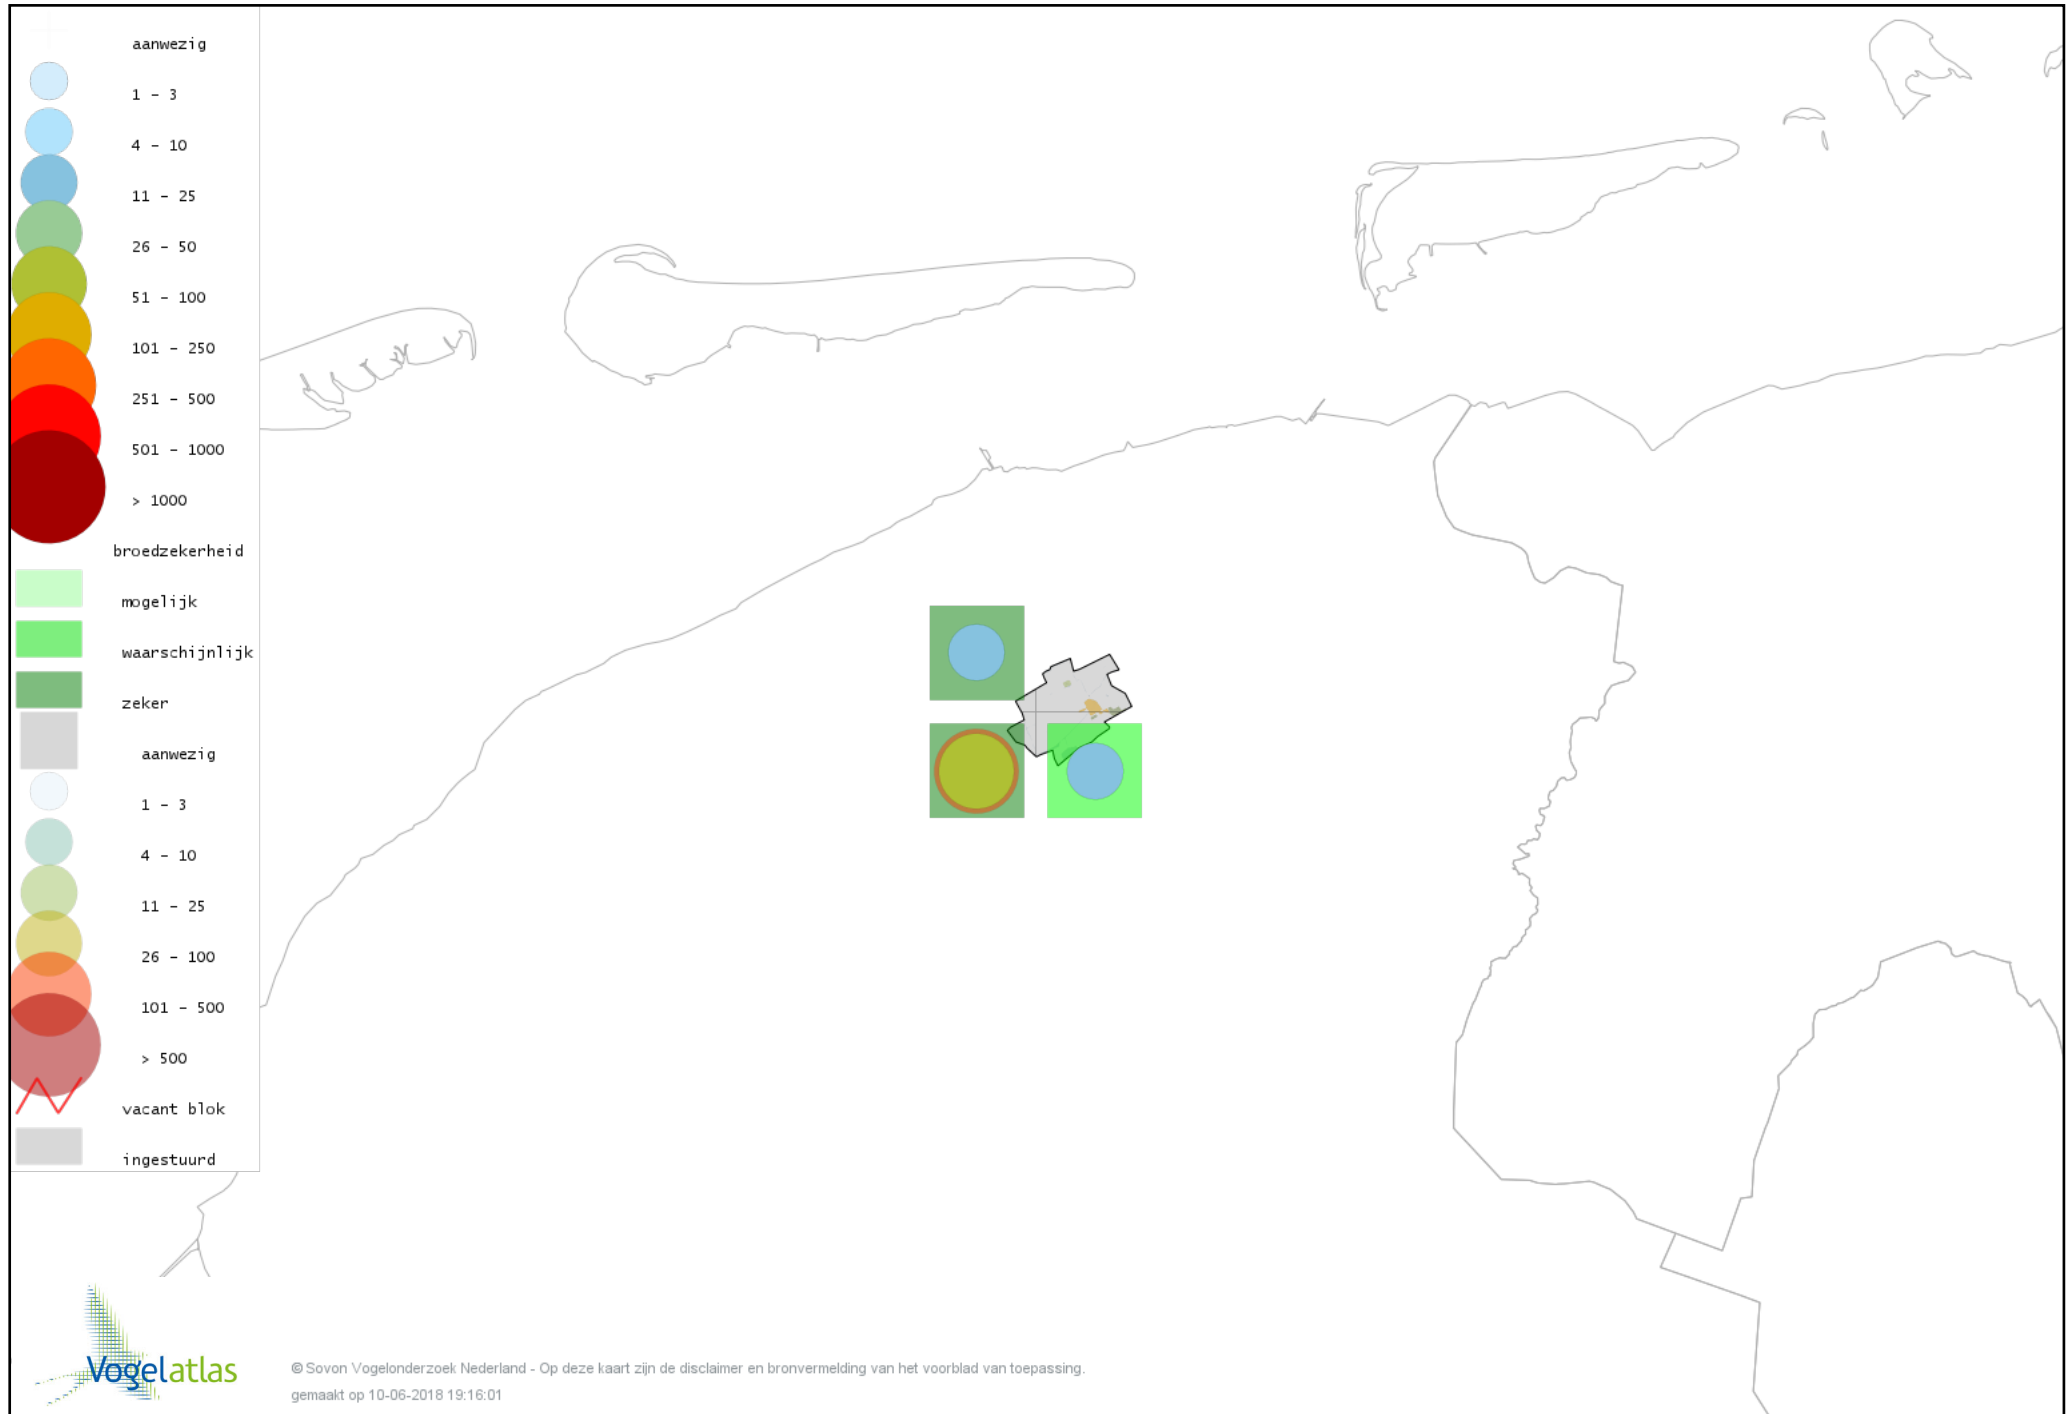 aanwezig
1 - 3
4 - 10
11 - 25
26 - 50
51 - 100
101 - 250
251 - 500
501 - 1000
> 1000
broedzekerheid
mogelijk
waarschijnlijk
zeker
aanwezig
1 - 3
4 - 10
11 - 25
26 - 100
101 - 500
> 500
vacant blok
ingestuurd
Vogelatlas
© Sovon Vogelonderzoek Nederland - Op deze kaart zijn de disclaimer en bronvermelding van het voorblad van toepassing.
gemaakt op 10-06-2018 19:16:01